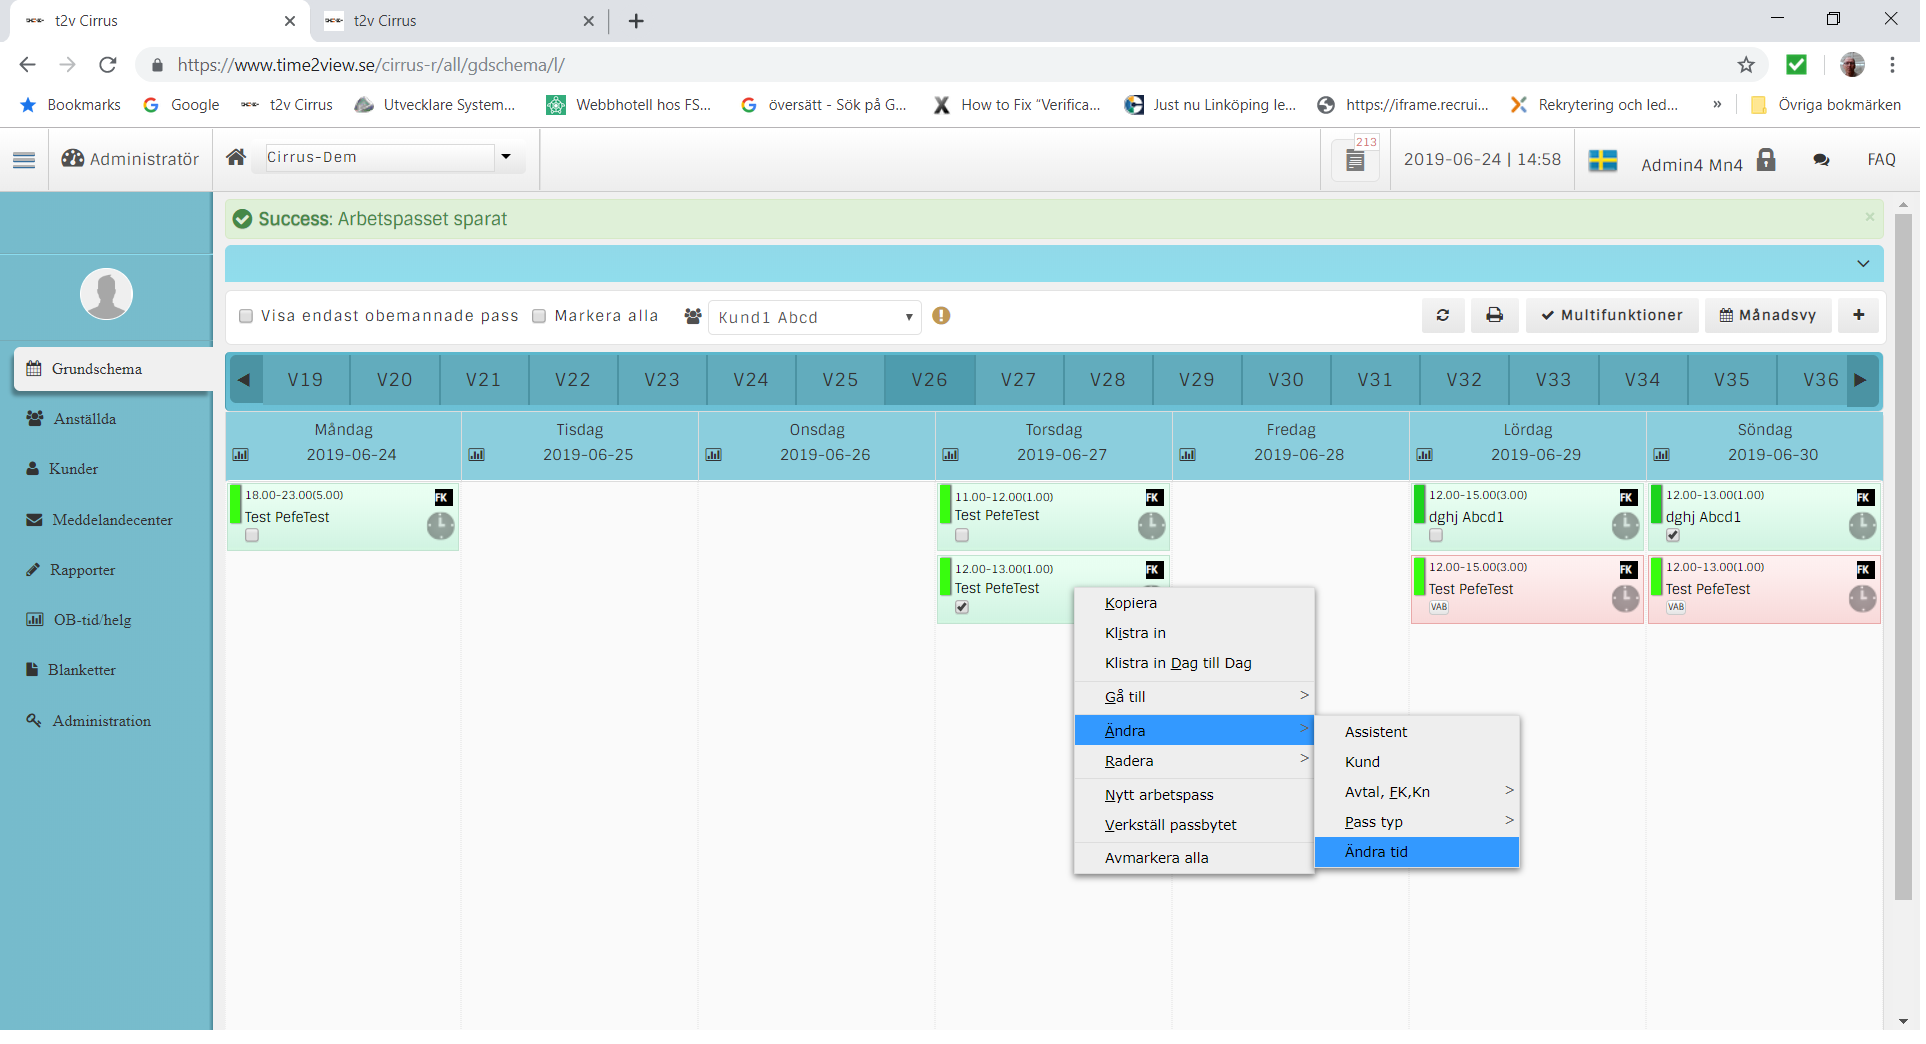 t2v Cirrus
t2v Cirrus
https://www.time2view.se/cirrus-r/all/gdschema/l/
Bookmarks
Google
t2v Cirrus
Utvecklare System...
Webbhotell hos FS...
översätt - Sök på G...
How to Fix "Verifica...
Just nu Linköping le...
https://iframe.recrui...
Rekrytering och led...
»
Övriga bokmärken
Administratör
Cirrus-Dem
213
2019-06-24 | 14:58
Admin4 Mn4
FAQ
Success: Arbetspasset sparat
×
Visa endast obemannade pass
Markera alla
Kund1 Abcd
Multifunktioner
Månadsvy
+
Grundschema
Anställda
Kunder
Meddelandecenter
Rapporter
OB-tid/helg
Blanketter
Administration
V19 V20 V21 V22 V23 V24 V25 V26 V27 V28 V29 V30 V31 V32 V33 V34 V35 V36
Måndag
2019-06-24
Tisdag
2019-06-25
Onsdag
2019-06-26
Torsdag
2019-06-27
Fredag
2019-06-28
Lördag
2019-06-29
Söndag
2019-06-30
18.00-23.00(5.00)
FK
Test PefeTest
11.00-12.00(1.00)
FK
Test PefeTest
12.00-13.00(1.00)
FK
Test PefeTest
12.00-15.00(3.00)
FK
dghj Abcd1
12.00-15.00(3.00)
FK
Test PefeTest
VAB
12.00-13.00(1.00)
FK
dghj Abcd1
12.00-13.00(1.00)
FK
Test PefeTest
VAB
Kopiera
Klistra in
Klistra in Dag till Dag
Gå till >
Ändra >
Radera >
Nytt arbetspass
Verkställ passbytet
Avmarkera alla
Assistent
Kund
Avtal, FK,Kn >
Pass typ >
Ändra tid